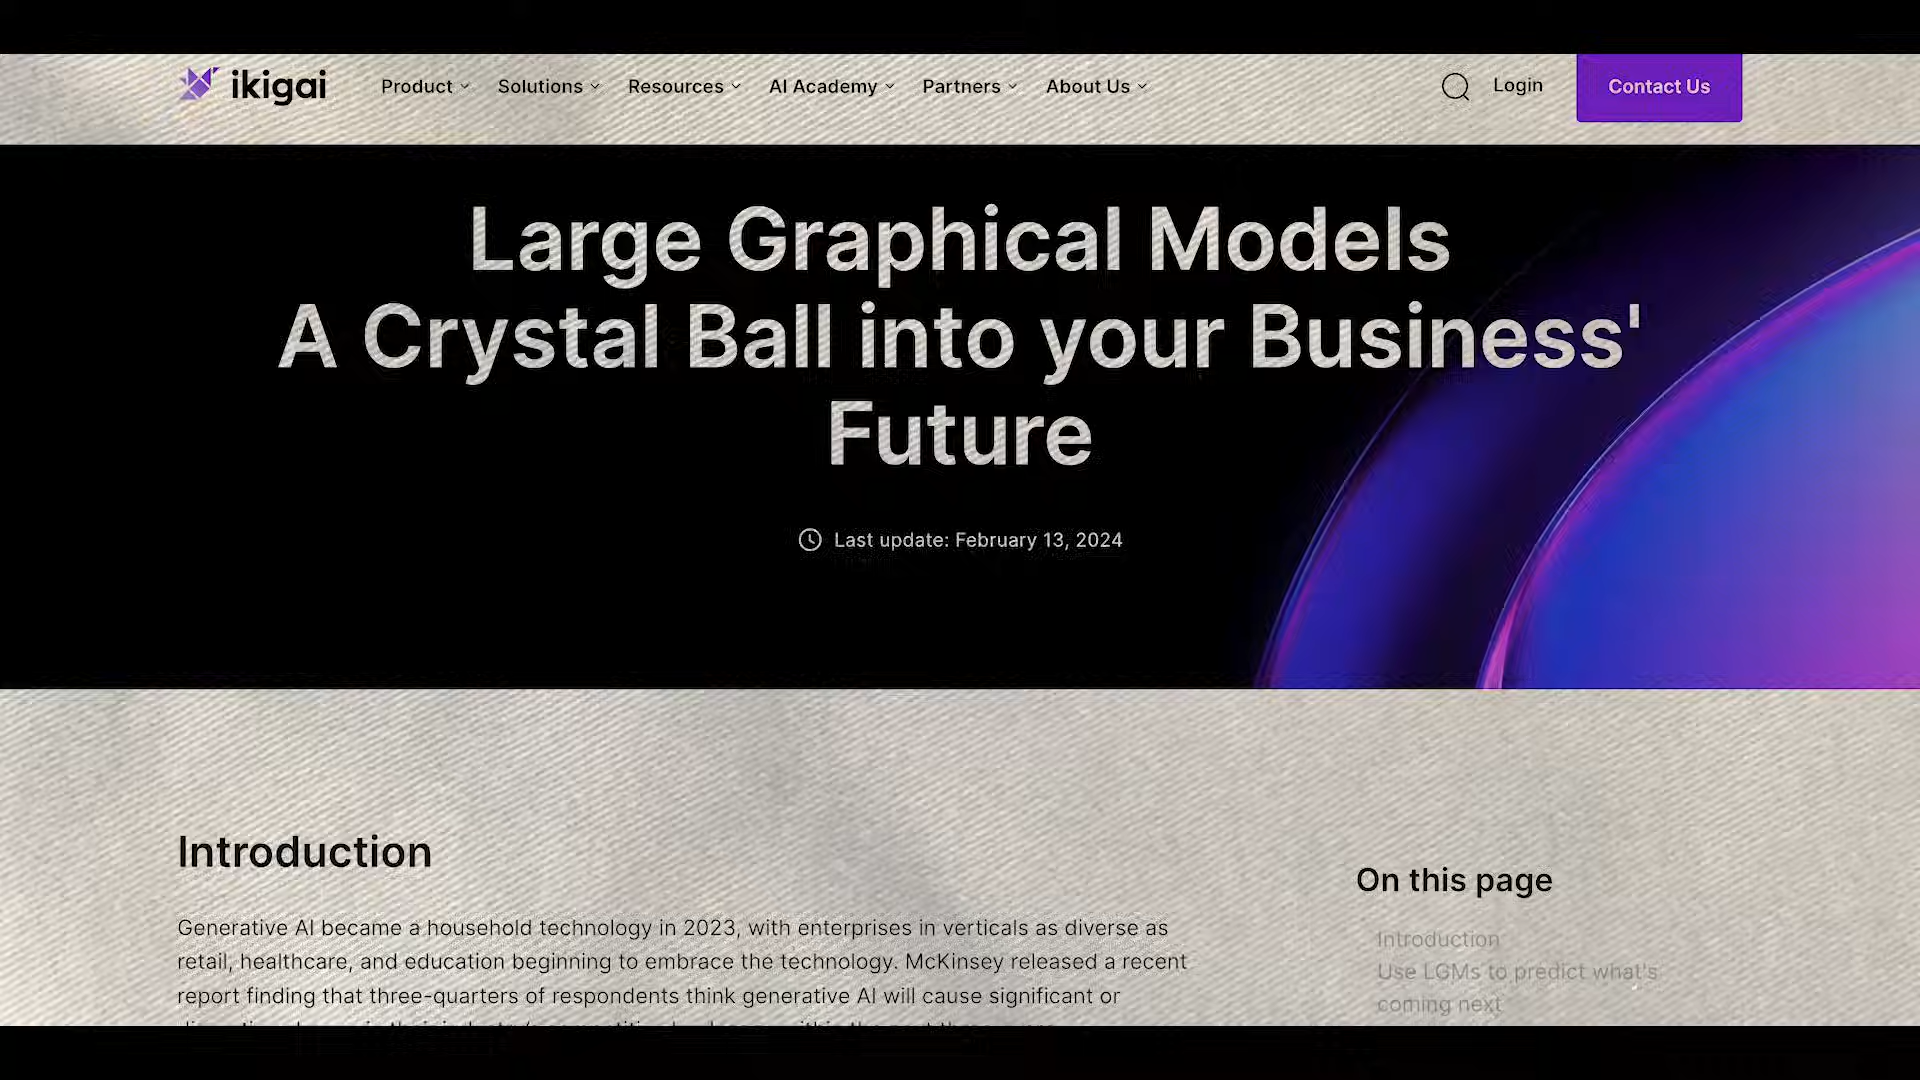 ikigai
Product
Solutions
Resources
AI Academy
Partners
About Us
Login
Contact Us
Large Graphical Models
A Crystal Ball into your Business'
Future
Last update: February 13, 2024
Introduction
Generative AI became a household technology in 2023, with enterprises in verticals as diverse as
retail, healthcare, and education beginning to embrace the technology. McKinsey released a recent
report finding that three-quarters of respondents think generative AI will cause significant or
On this page
Introduction
Use LGMs to predict what's
coming next